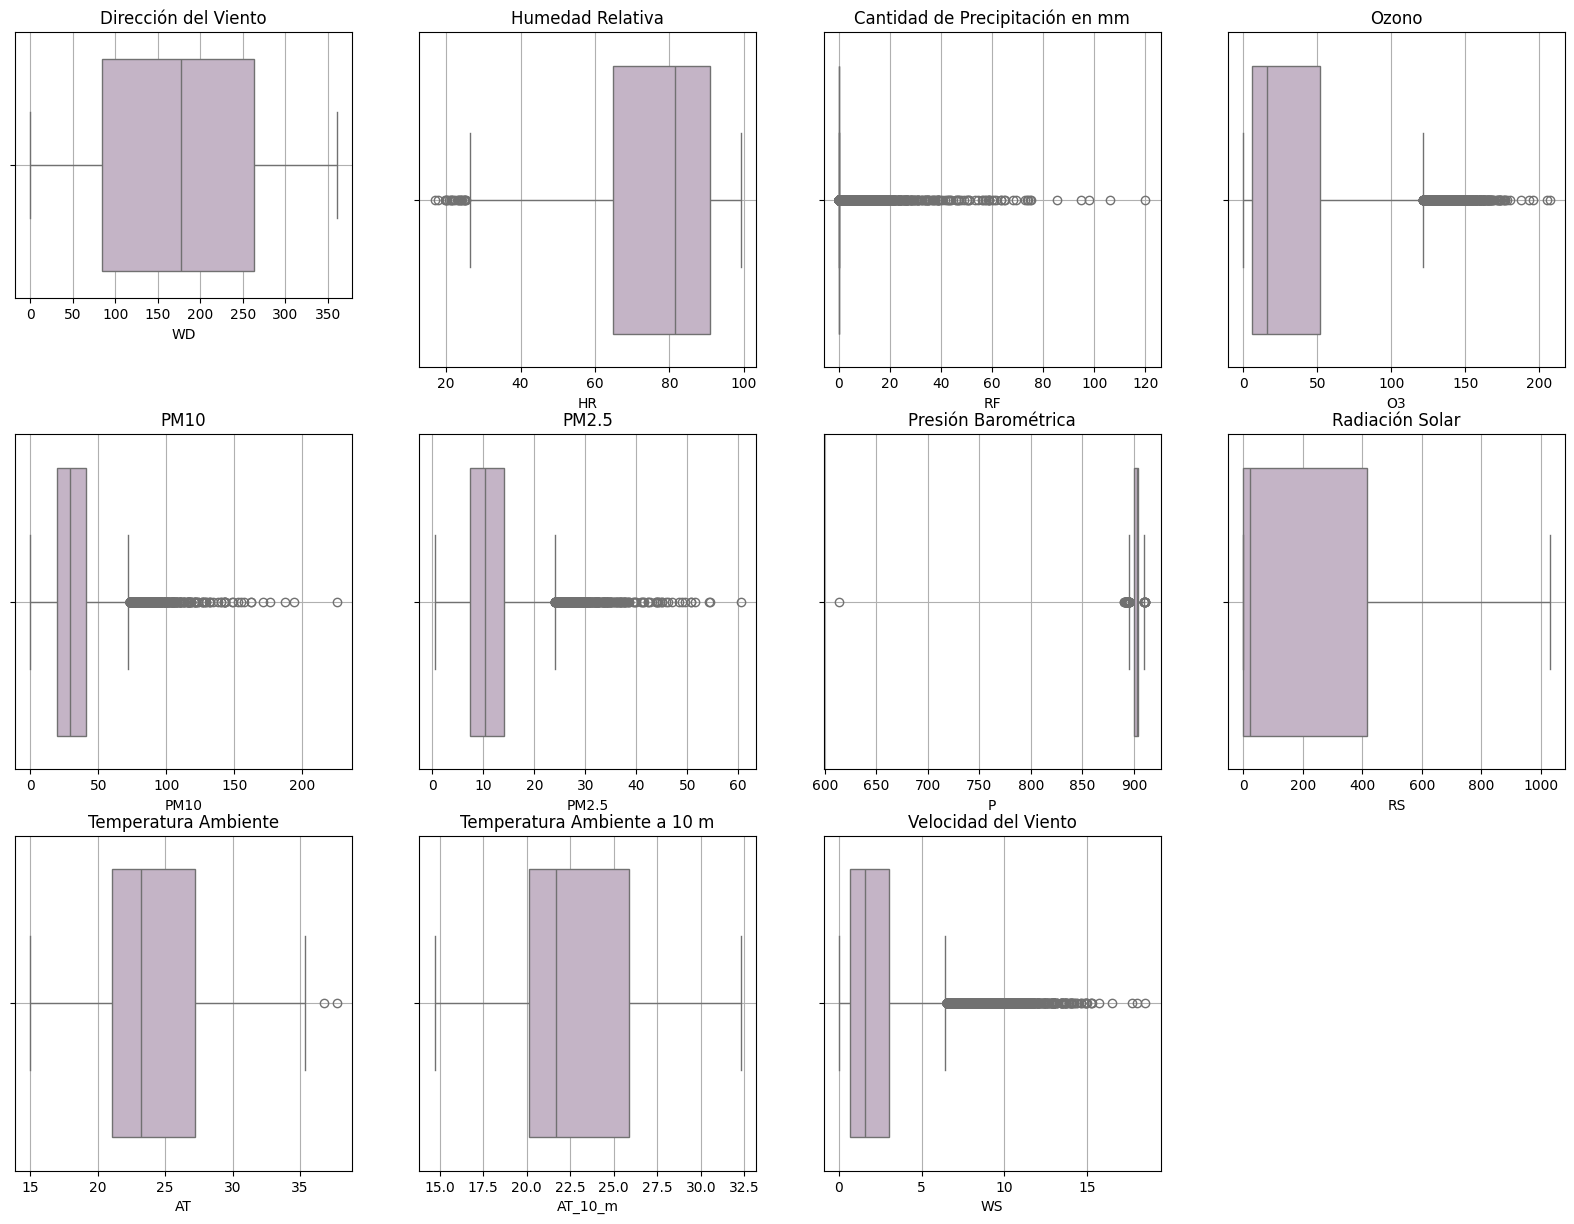 Dirección del Viento
0 50 100 150 200 250 300 350
WD
Humedad Relativa
20 40 60 80 100
HR
Cantidad de Precipitación en mm
0 20 40 60 80 100 120
RF
Ozono
0 50 100 150 200
O3
PM10
0 50 100 150 200
PM10
PM2.5
0 10 20 30 40 50 60
PM2.5
Presión Barométrica
600 650 700 750 800 850 900
P
Radiación Solar
0 200 400 600 800 1000
RS
Temperatura Ambiente
15 20 25 30 35
AT
Temperatura Ambiente a 10 m
15.0 17.5 20.0 22.5 25.0 27.5 30.0 32.5
AT_10_m
Velocidad del Viento
0 5 10 15
WS